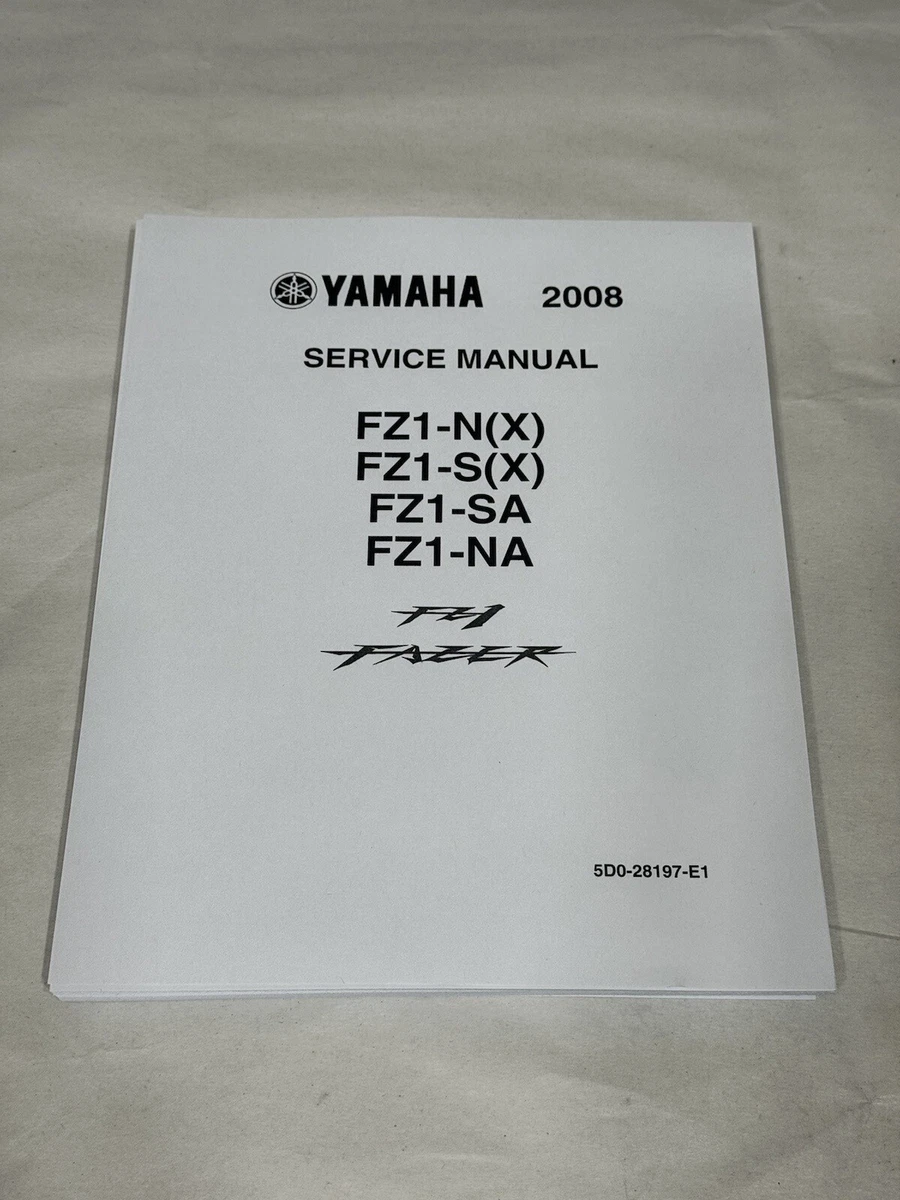 YAMAHA 2008
SERVICE MANUAL
FZ1-N(X)
FZ1-S(X)
FZ1-SA
FZ1-NA
FZ1
FAZER
5D0-28197-E1